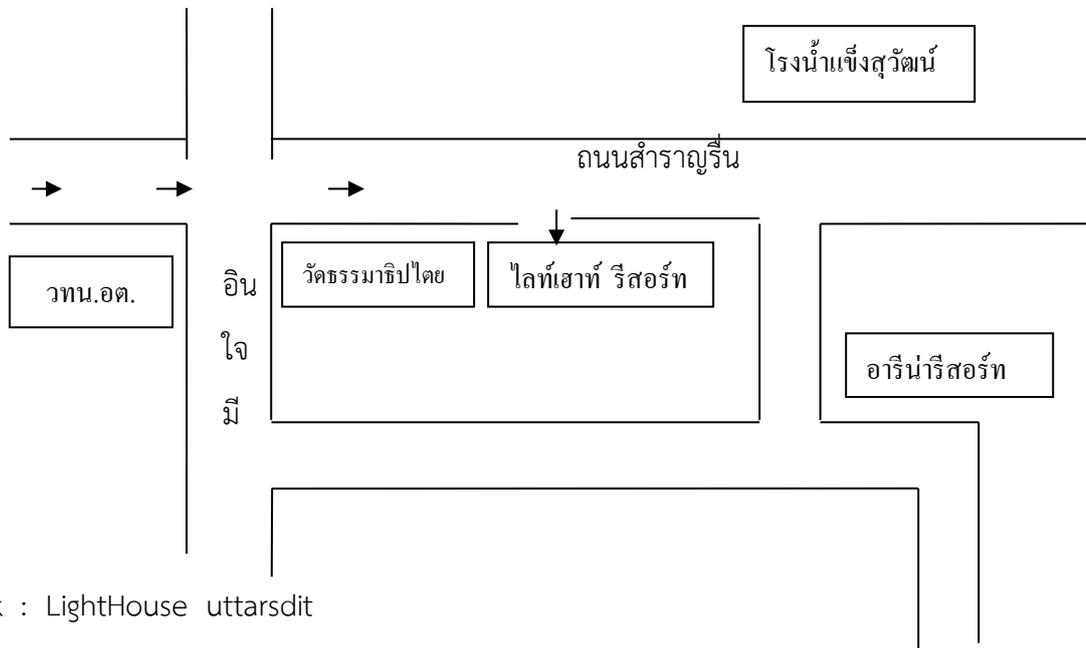 โรงน้ำแข็งสุวัฒน์
ถนนสำราญรื่น
วทน.อต.
อิน
ใจ
มี
วัดธรรมาธิปไตย
ไลท์เฮาท์ รีสอร์ท
อารีน่ารีสอร์ท
: LightHouse uttarsdit